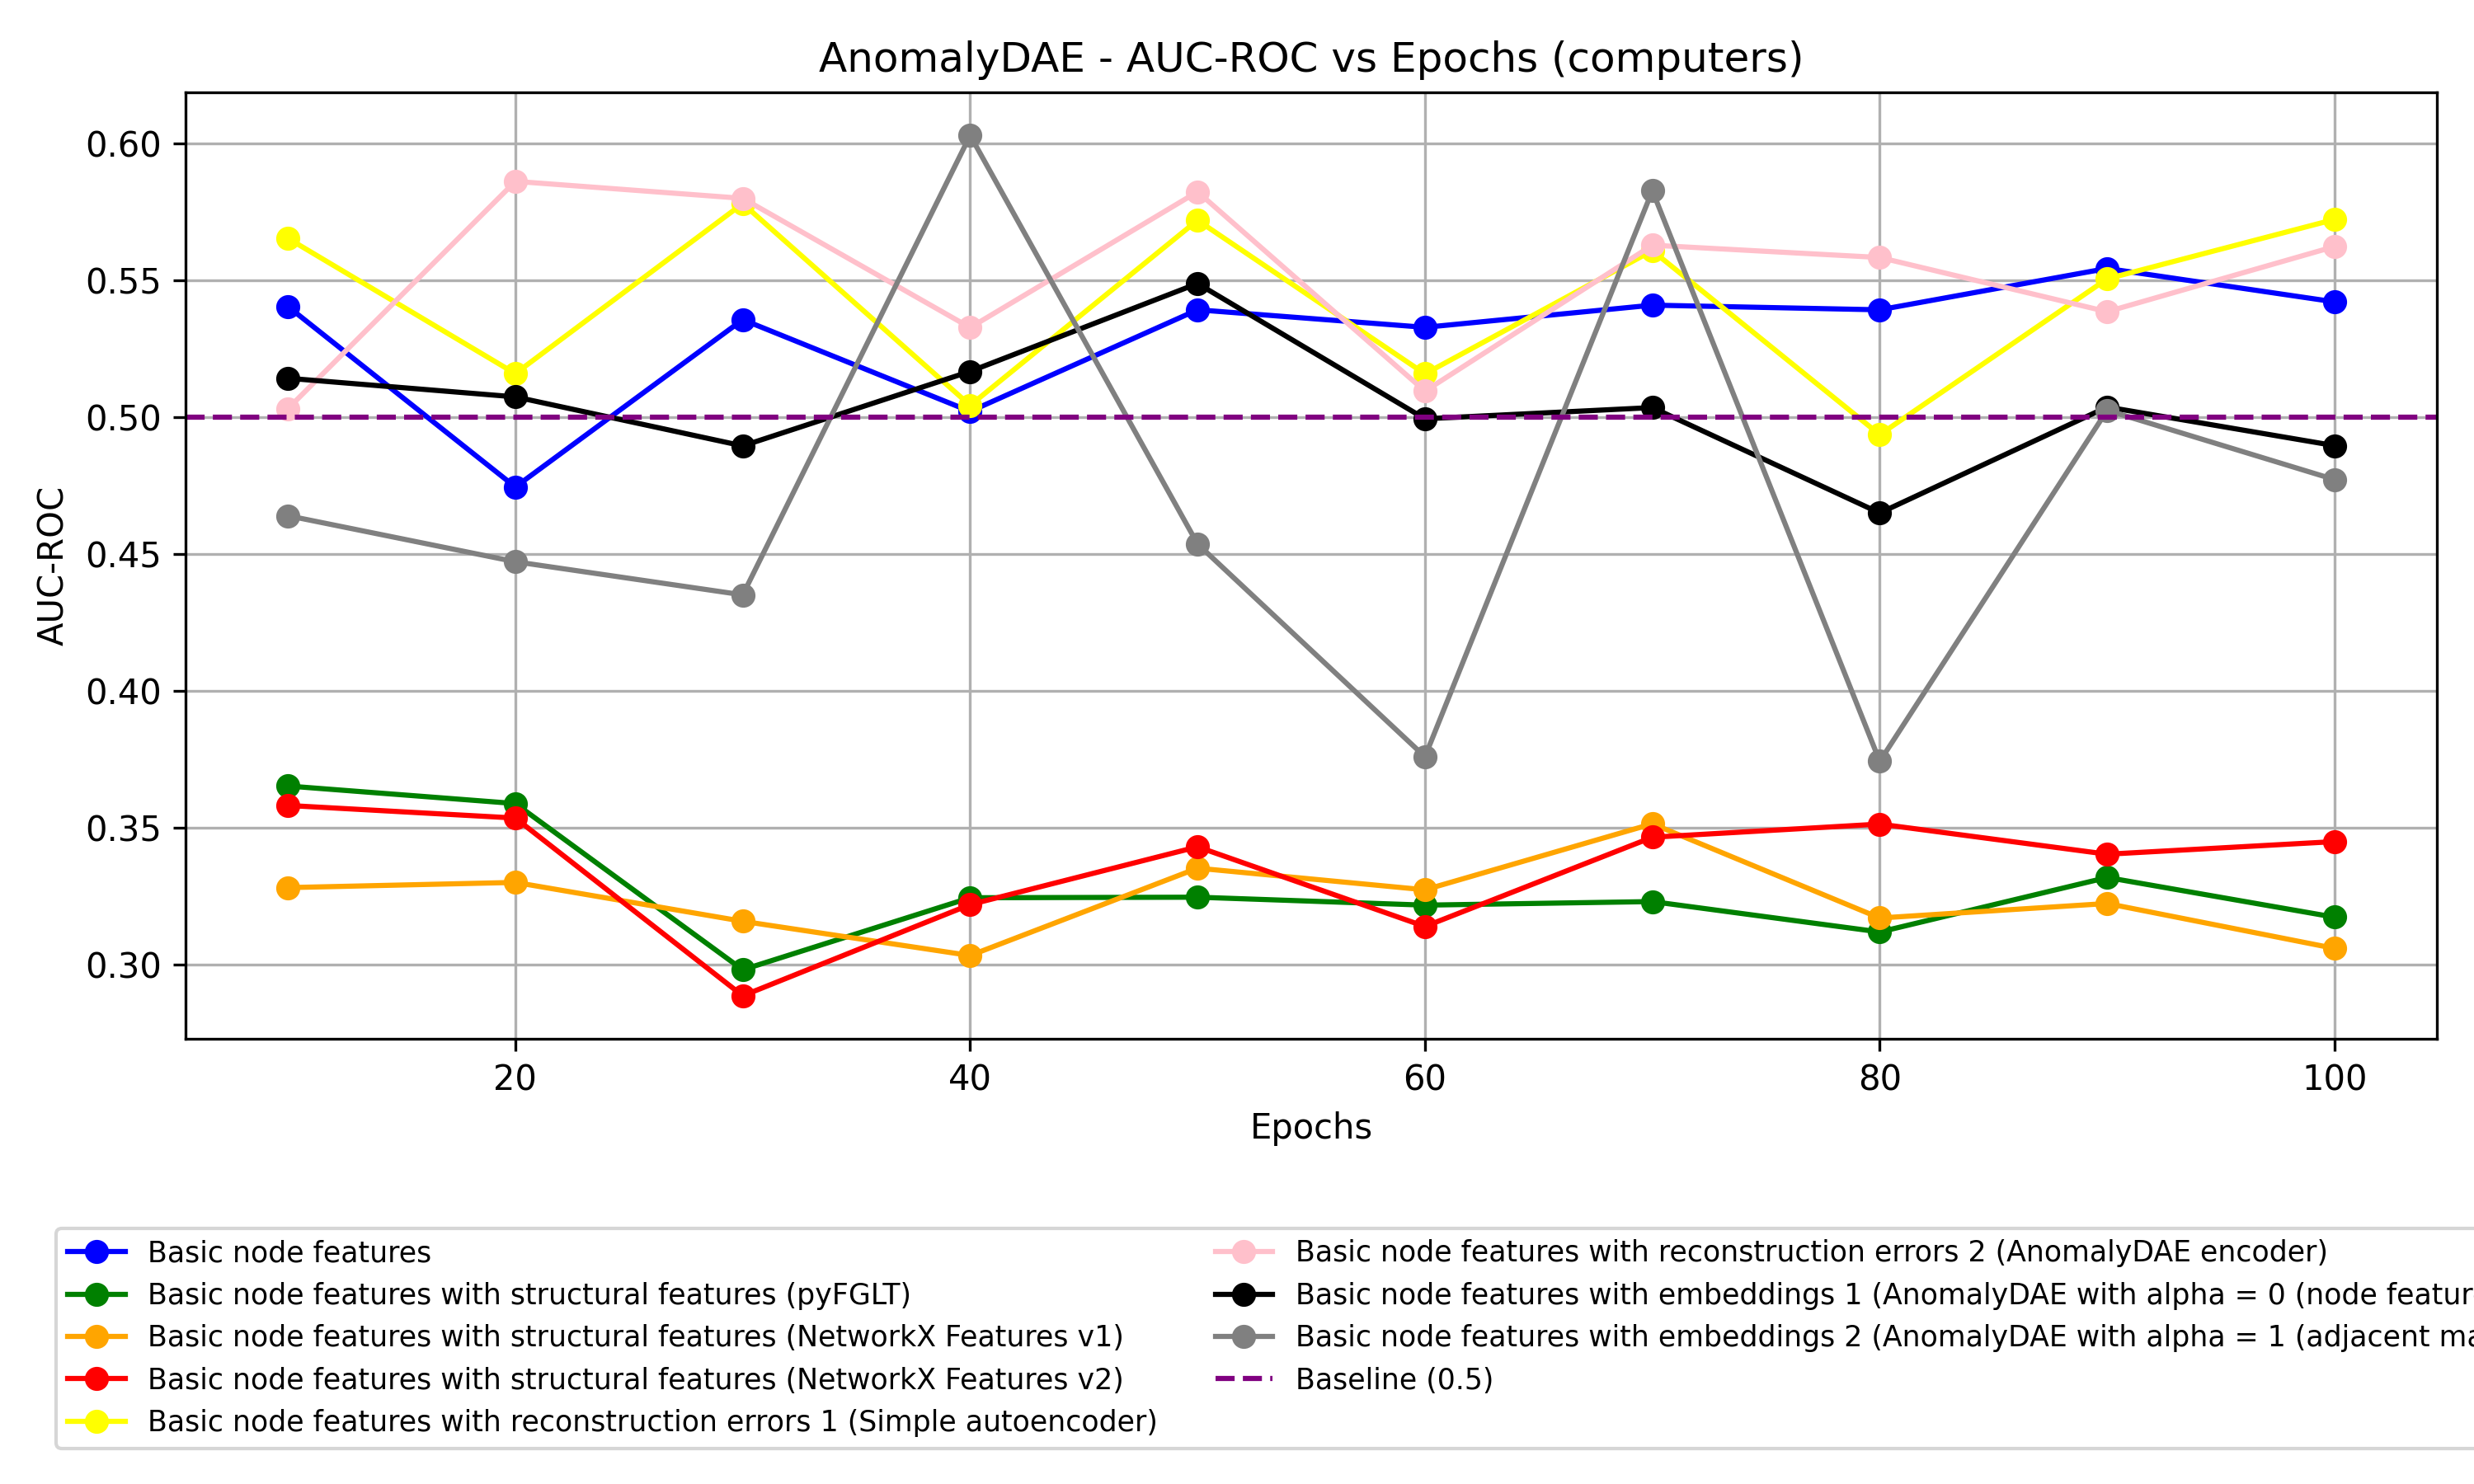 AnomalyDAE - AUC-ROC vs Epochs (computers)
AUC-ROC
0.60
0.55
0.50
0.45
0.40
0.35
0.30
20
40
60
80
100
Epochs
Basic node features
Basic node features with structural features (pyFGLT)
Basic node features with structural features (NetworkX Features v1)
Basic node features with structural features (NetworkX Features v2)
Basic node features with reconstruction errors 1 (Simple autoencoder)
Basic node features with reconstruction errors 2 (AnomalyDAE encoder)
Basic node features with embeddings 1 (AnomalyDAE with alpha = 0 (node
Basic node features with embeddings 2 (AnomalyDAE with alpha = 1 (adjacent
Baseline (0.5)